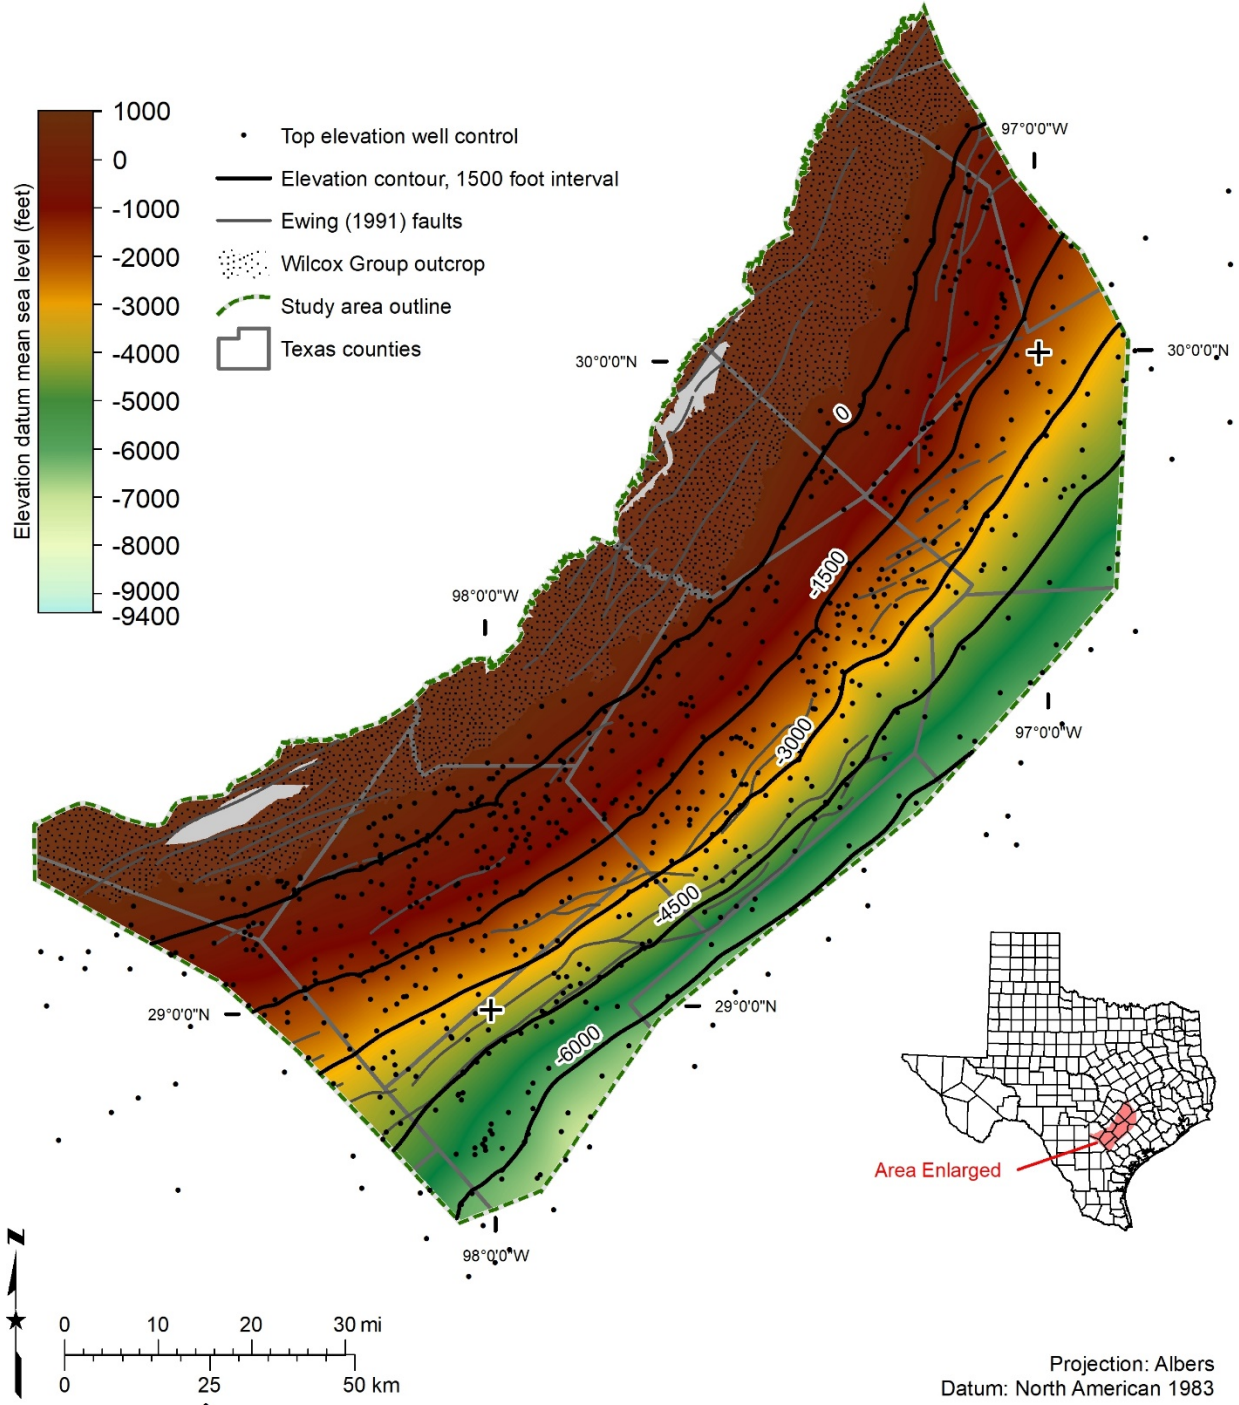 Elevation datum mean sea level (feet)
1000
0
-1000
-2000
-3000
-4000
-5000
-6000
-7000
-8000
-9000
-9400
Top elevation well control
Elevation contour, 1500 foot interval
Ewing (1991) faults
Wilcox Group outcrop
Study area outline
Texas counties
97°0'0"W
30°0'0"N
30°0'0"N
0
-1500
98°0'0"W
97°0'0"W
-3000
-4500
29°0'0"N
29°0'0"N
-6000
98°0'0"W
Area Enlarged
N
0 10 20 30 mi
0 25 50 km
Projection: Albers
Datum: North American 1983